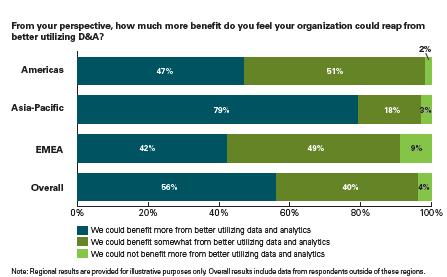 From your perspective, how much more benefit do you feel your organization could reap from
better utilizing D&A?
2%
Americas
47%
51%
Asia-Pacific
79%
18%
3%
EMEA
42%
49%
9%
Overall
56%
40%
4%
0%
20%
40%
60%
80%
100%
We could benefit more from better utilizing data and analytics
We could benefit somewhat from better utilizing data and analytics
We could not benefit more from better utilizing data and analytics
Note: Regional results are provided for illustrative purposes only. Overall results include data from respondents outside of these regions.